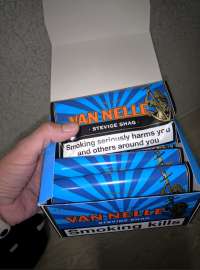 VAN NELLE
STEVIGE SHAG
Smoking seriously harms you
and others around you
VAN NELLE
STEVIGE SHAG
Smoking kills